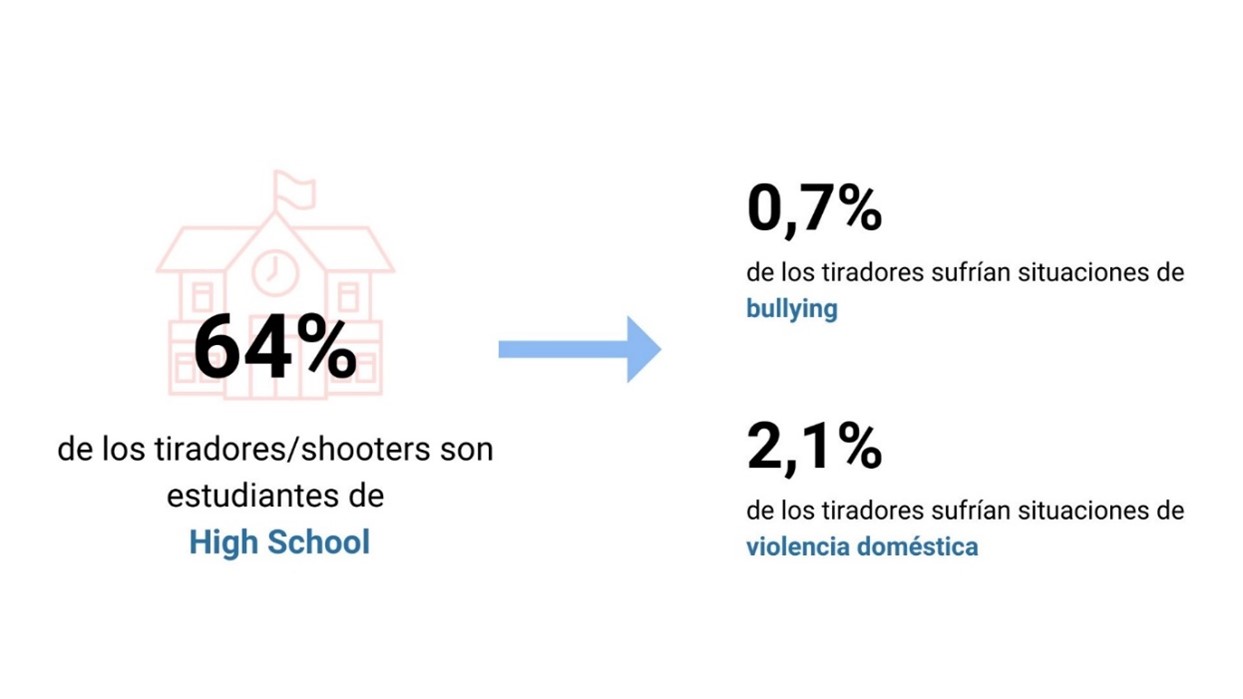 64%
de los tiradores/shooters son
estudiantes de
High School
0,7%
de los tiradores sufrían situaciones de
bullying
2,1%
de los tiradores sufrían situaciones de
violencia doméstica